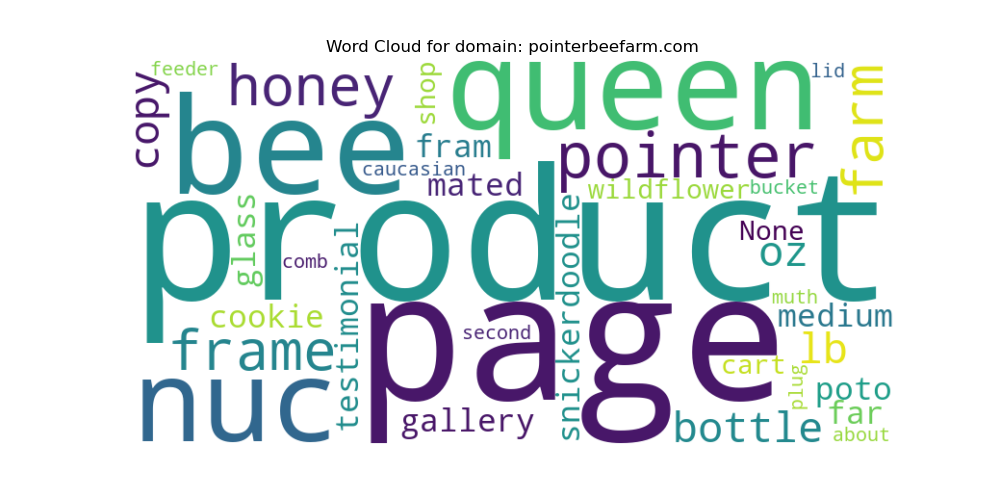 Word Cloud for domain: pointerbeefarm.com
feeder
honey
copy
shop
queen
lid
farm
bee
fram
pointer
caucasian
mated
wildflower
bucket
product
glass
comb
testimonial
snickerdoodle
None
oz
cookie
page
second
muth
medium
frame
cart
lb
plug
poto
nuc
gallery
bottle
far
about